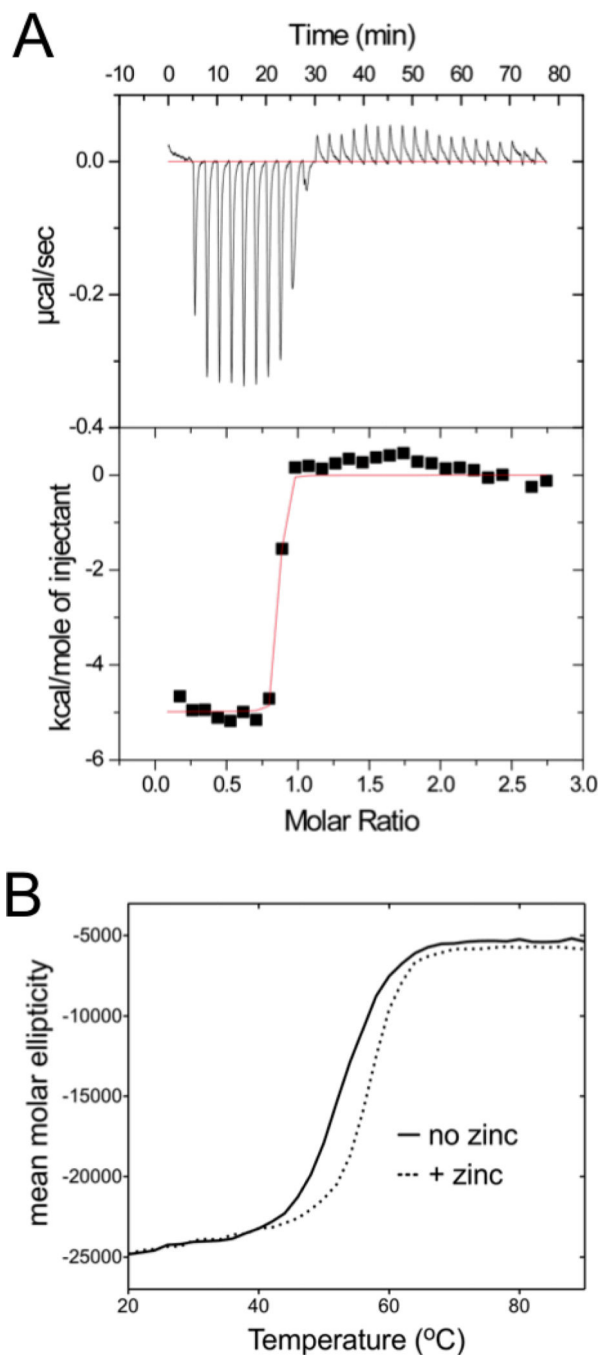 A
Time (min)
-10 0 10 20 30 40 50 60 70 80
0.0
-0.2
-0.4
µcal/sec
0
-2
-4
-6
kcal/mole of injectant
0.0 0.5 1.0 1.5 2.0 2.5 3.0
Molar Ratio
B
-5000
-10000
-15000
-20000
-25000
mean molar ellipticity
no zinc
+ zinc
20 40 60 80
Temperature (ºC)